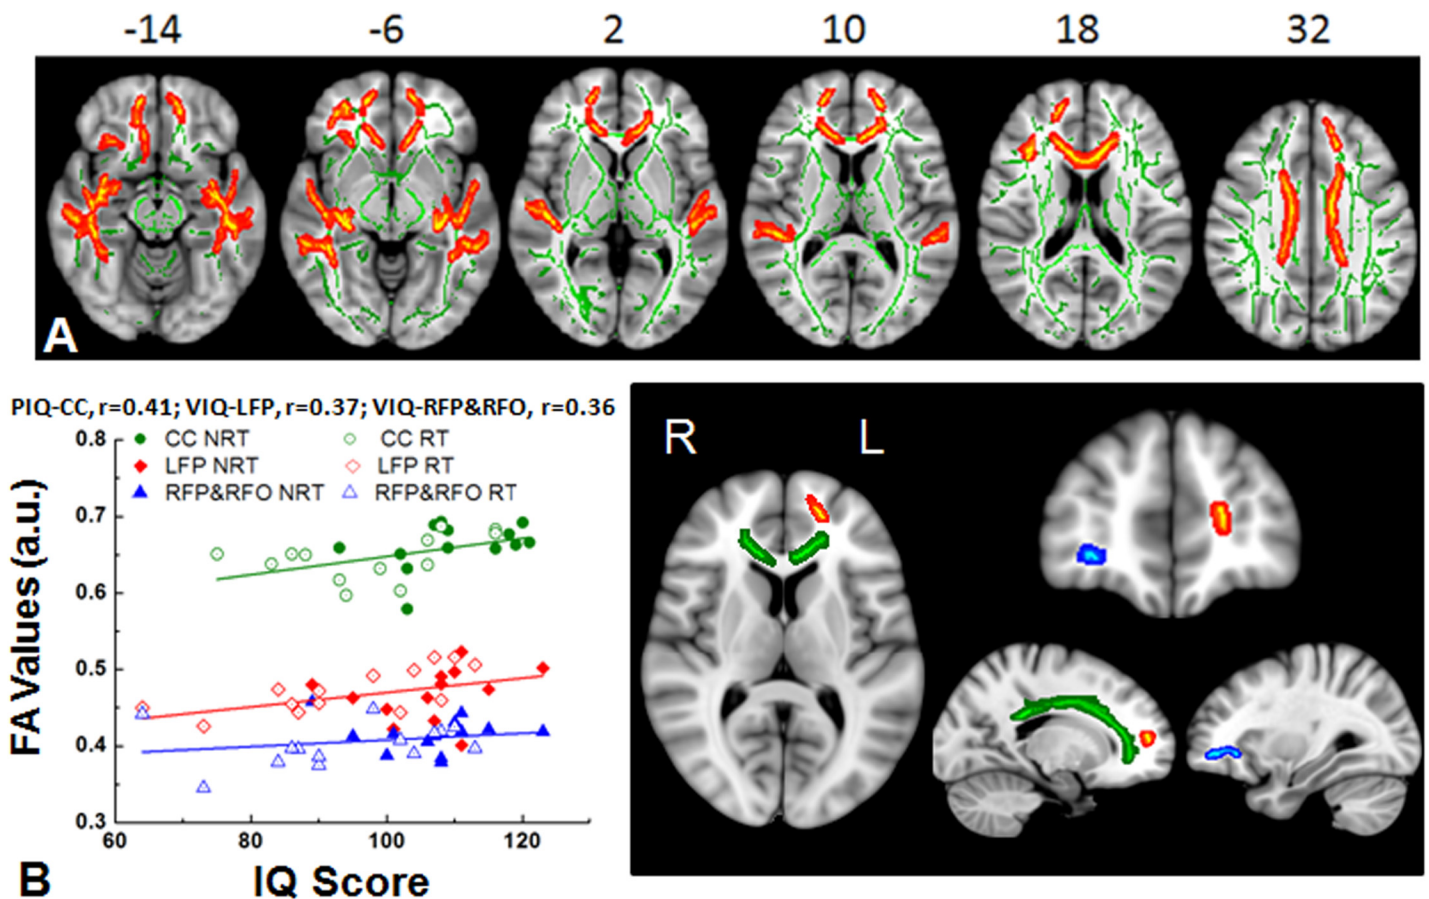 -14 -6 2 10 18 32
A
PIQ-CC, r=0.41; VIQ-LFP, r=0.37; VIQ-RFP&RFO, r=0.36
CC NRT CC RT
LFP NRT LFP RT
RFP&RFO NRT RFP&RFO RT
0.8
0.7
0.6
0.5
0.4
0.3
FA Values (a.u.)
60 80 100 120
IQ Score
B
R L